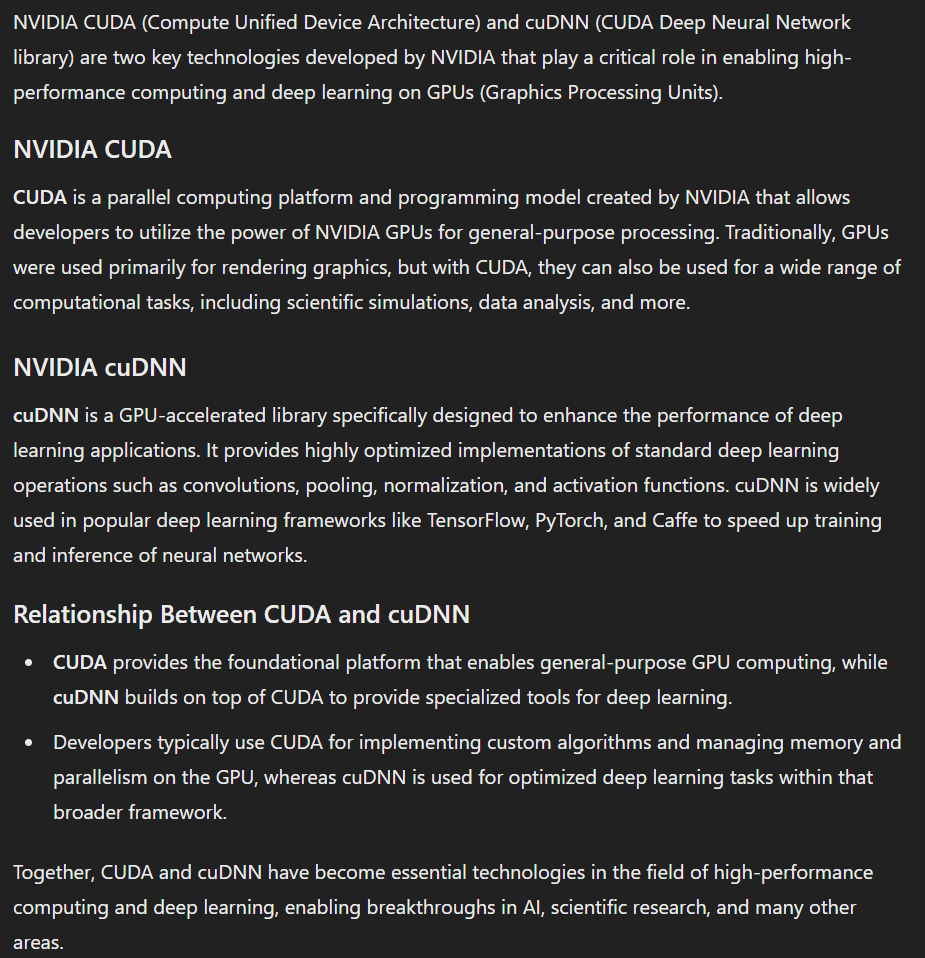 NVIDIA CUDA (Compute Unified Device Architecture) and cuDNN (CUDA Deep Neural Network
library) are two key technologies developed by NVIDIA that play a critical role in enabling high-
performance computing and deep learning on GPUs (Graphics Processing Units).
NVIDIA CUDA
CUDA is a parallel computing platform and programming model created by NVIDIA that allows
developers to utilize the power of NVIDIA GPUs for general-purpose processing. Traditionally, GPUs
were used primarily for rendering graphics, but with CUDA, they can also be used for a wide range of
computational tasks, including scientific simulations, data analysis, and more.
NVIDIA cuDNN
cuDNN is a GPU-accelerated library specifically designed to enhance the performance of deep
learning applications. It provides highly optimized implementations of standard deep learning
operations such as convolutions, pooling, normalization, and activation functions. cuDNN is widely
used in popular deep learning frameworks like TensorFlow, PyTorch, and Caffe to speed up training
and inference of neural networks.
Relationship Between CUDA and cuDNN
• CUDA provides the foundational platform that enables general-purpose GPU computing, while
cuDNN builds on top of CUDA to provide specialized tools for deep learning.
• Developers typically use CUDA for implementing custom algorithms and managing memory and
parallelism on the GPU, whereas cuDNN is used for optimized deep learning tasks within that
broader framework.
Together, CUDA and cuDNN have become essential technologies in the field of high-performance
computing and deep learning, enabling breakthroughs in AI, scientific research, and many other
areas.